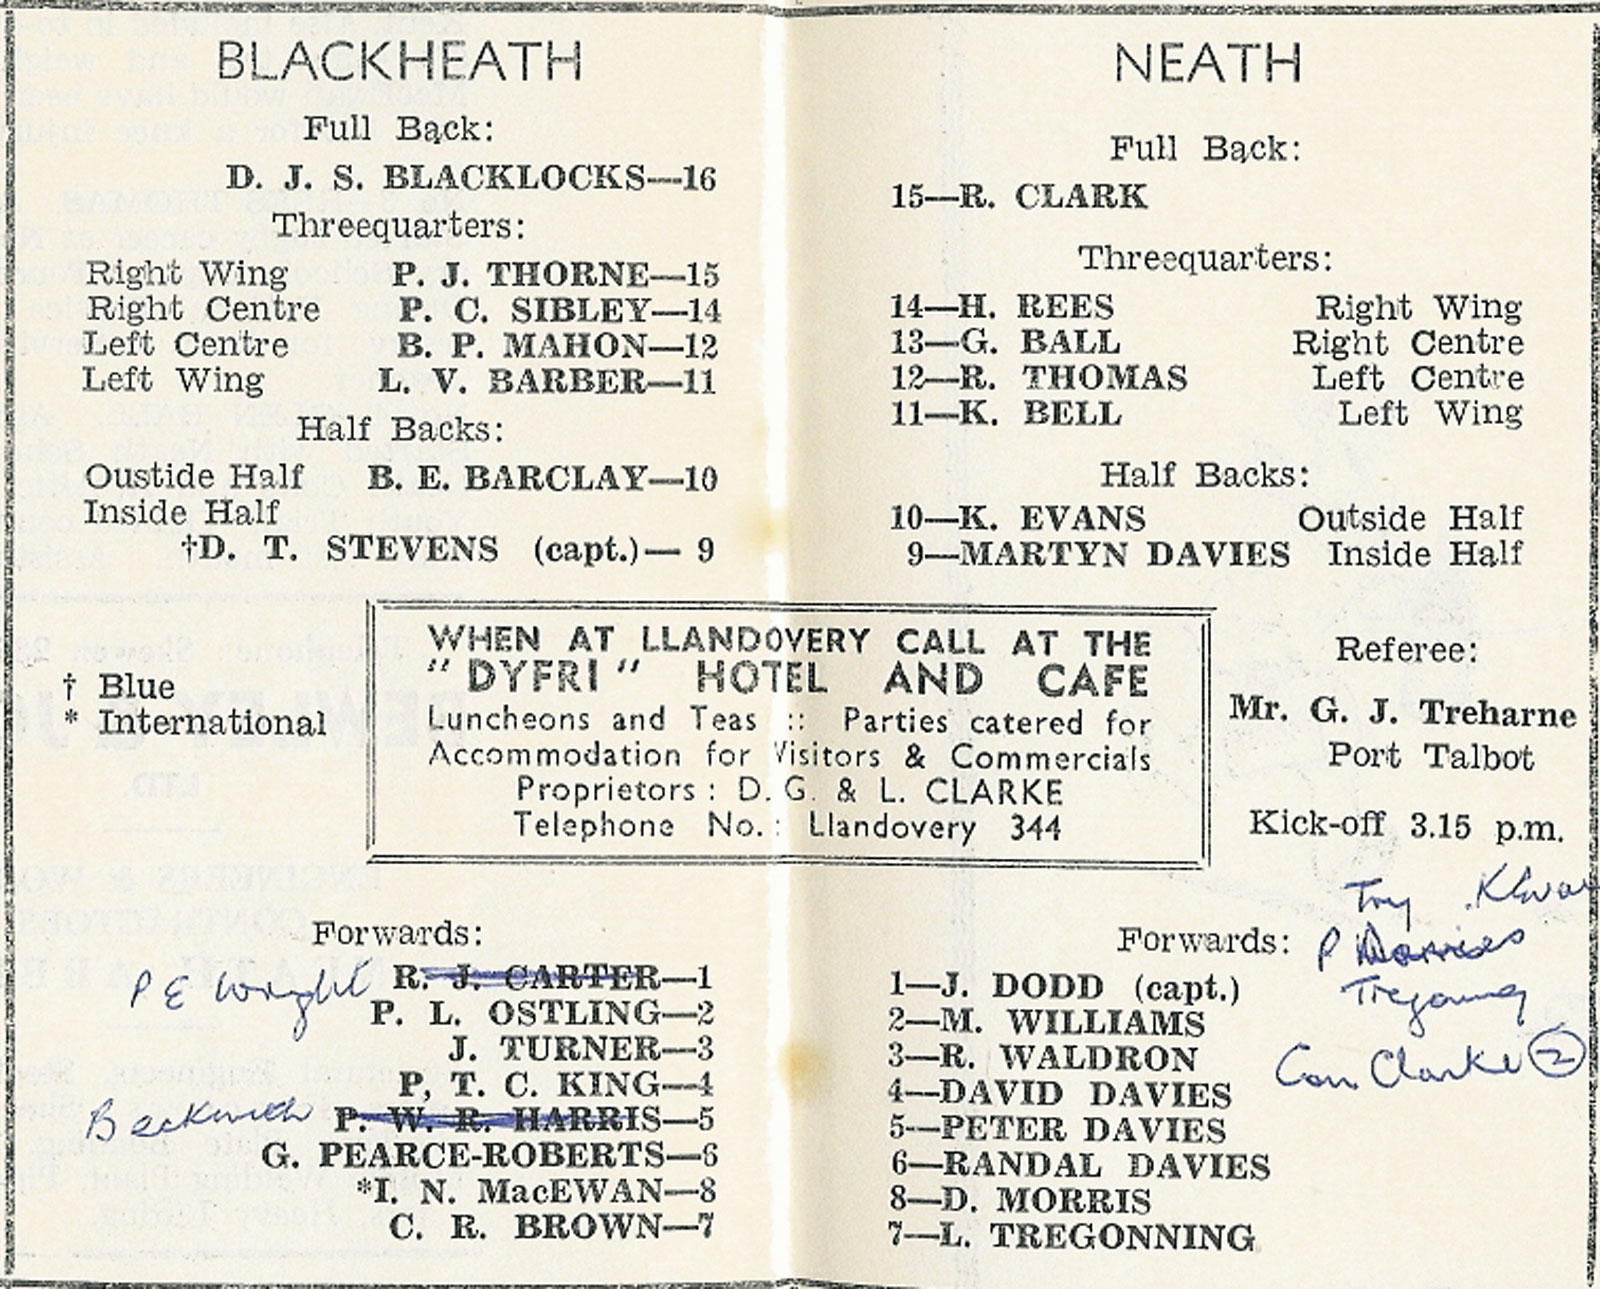 BLACKHEATH
Full Back:
D. J. S. BLACKLOCKS—16
Threequarters:
Right Wing P. J. THORNE—15
Right Centre P. C. SIBLEY—14
Left Centre B. P. MAHON—12
Left Wing L. V. BARBER—11
Half Backs:
Oustide Half B. E. BARCLAY—10
Inside Half
†D. T. STEVENS (capt.)— 9
† Blue
* International
NEATH
Full Back:
15—R. CLARK
Threequarters:
14—H. REES Right Wing
13—G. BALL Right Centre
12—R. THOMAS Left Centre
11—K. BELL Left Wing
Half Backs:
10—K. EVANS Outside Half
9—MARTYN DAVIES Inside Half
WHEN AT LLANDOVERY CALL AT THE
"DYFRI" HOTEL AND CAFE
Luncheons and Teas :: Parties catered for
Accommodation for Visitors & Commercials
Proprietors : D. G. & L. CLARKE
Telephone No. : Llandovery 344
Referee:
Mr. G. J. Treharne
Port Talbot
Kick-off 3.15 p.m.
Forwards:
P E Wright R. J. CARTER—1
P. L. OSTLING—2
J. TURNER—3
P, T. C. KING—4
Beckwith P. W. R. HARRIS—5
G. PEARCE-ROBERTS—6
*I. N. MacEWAN—8
C. R. BROWN—7
Try K Evan
Forwards: P Davies
1—J. DODD (capt.)
2—M. WILLIAMS
3—R. WALDRON Con Clarke 2
4—DAVID DAVIES
5—PETER DAVIES
6—RANDAL DAVIES
8—D. MORRIS
7—L. TREGONNING